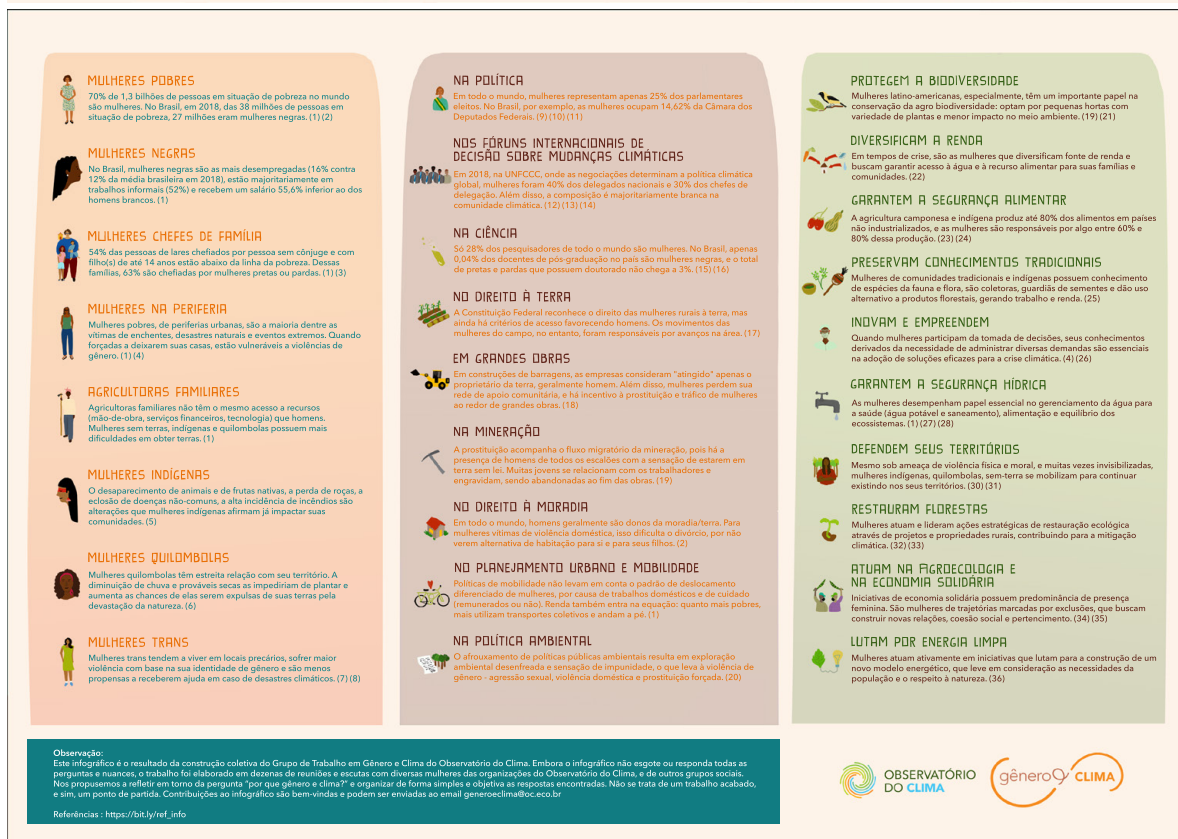 MULHERES POBRES
70% de 1,3 bilhões de pessoas em situação de pobreza no mundo
são mulheres. No Brasil, em 2018, das 38 milhões de pessoas em
situação de pobreza, 27 milhões eram mulheres negras. (1) (2)
MULHERES NEGRAS
No Brasil, mulheres negras são as mais desempregadas (16% contra
12% da média brasileira em 2018), estão majoritariamente em
trabalhos informais (52%) e recebem um salário 55,6% inferior ao dos
homens brancos. (1)
MULHERES CHEFES DE FAMÍLIA
54% das pessoas de lares chefiados por pessoa sem cônjuge e com
filho(s) de até 14 anos estão abaixo da linha da pobreza. Dessas
famílias, 63% são chefiadas por mulheres pretas ou pardas. (1) (3)
MULHERES NA PERIFERIA
Mulheres pobres, de periferias urbanas, são a maioria dentre as
vítimas de enchentes, desastres naturais e eventos extremos. Quando
forçadas a deixarem suas casas, estão vulneráveis a violências de
gênero. (1) (4)
AGRICULTORAS FAMILIARES
Agricultoras familiares não têm o mesmo acesso a recursos
(mão-de-obra, serviços financeiros, tecnologia) que homens.
Mulheres sem terras, indígenas e quilombolas possuem mais
dificuldades em obter terras. (1)
MULHERES INDÍGENAS
O desaparecimento de animais e de frutas nativas, a perda de roças, a
eclosão de doenças não-comuns, a alta incidência de incêndios são
alterações que mulheres indígenas afirmam já impactar suas
comunidades. (5)
MULHERES QUILOMBOLAS
Mulheres quilombolas têm estreita relação com seu território. A
diminuição de chuva e prováveis secas as impediriam de plantar e
aumenta as chances de elas serem expulsas de suas terras pela
devastação da natureza. (6)
MULHERES TRANS
Mulheres trans tendem a viver em locais precários, sofrer maior
violência com base na sua identidade de gênero e são menos
propensas a receberem ajuda em caso de desastres climáticos. (7) (8)
NA POLÍTICA
Em todo o mundo, mulheres representam apenas 25% dos parlamentares
eleitos. No Brasil, por exemplo, as mulheres ocupam 14,62% da Câmara dos
Deputados Federais. (9) (10) (11)
NOS FÓRUNS INTERNACIONAIS DE
DECISÃO SOBRE MUDANÇAS CLIMÁTICAS
Em 2018, na UNFCCC, onde as negociações determinam a política climática
global, mulheres foram 40% dos delegados nacionais e 30% dos chefes de
delegação. Além disso, a composição é majoritariamente branca na
comunidade climática. (12) (13) (14)
NA CIÊNCIA
Só 28% dos pesquisadores de todo o mundo são mulheres. No Brasil, apenas
0,04% dos docentes de pós-graduação no país são mulheres negras, e o total
de pretas e pardas que possuem doutorado não chega a 3%. (15) (16)
NO DIREITO À TERRA
A Constituição Federal reconhece o direito das mulheres rurais à terra, mas
ainda há critérios de acesso favorecendo homens. Os movimentos das
mulheres do campo, no entanto, foram responsáveis por avanços na área. (17)
EM GRANDES OBRAS
Em construções de barragens, as empresas consideram "atingido" apenas o
proprietário da terra, geralmente homem. Além disso, mulheres perdem sua
rede de apoio comunitária, e há incentivo à prostituição e tráfico de mulheres
ao redor de grandes obras. (18)
NA MINERAÇÃO
A prostituição acompanha o fluxo migratório da mineração, pois há a
presença de homens de todos os escalões com a sensação de estarem em
terra sem lei. Muitas jovens se relacionam com os trabalhadores e
engravidam, sendo abandonadas ao fim das obras. (19)
NO DIREITO À MORADIA
Em todo o mundo, homens geralmente são donos da moradia/terra. Para
mulheres vítimas de violência doméstica, isso dificulta o divórcio, por não
verem alternativa de habitação para si e para seus filhos. (2)
NO PLANEJAMENTO URBANO E MOBILIDADE
Políticas de mobilidade não levam em conta o padrão de deslocamento
diferenciado de mulheres, por causa de trabalhos domésticos e de cuidado
(remunerados ou não). Renda também entra na equação: quanto mais pobres,
mais utilizam transportes coletivos e andam a pé. (1)
NA POLÍTICA AMBIENTAL
O afrouxamento de políticas públicas ambientais resulta em exploração
ambiental desenfreada e sensação de impunidade, o que leva à violência de
gênero - agressão sexual, violência doméstica e prostituição forçada. (20)
PROTEGEM A BIODIVERSIDADE
Mulheres latino-americanas, especialmente, têm um importante papel na
conservação da agro biodiversidade: optam por pequenas hortas com
variedade de plantas e menor impacto no meio ambiente. (19) (21)
DIVERSIFICAM A RENDA
Em tempos de crise, são as mulheres que diversificam fonte de renda e
buscam garantir acesso à água e à recurso alimentar para suas famílias e
comunidades. (22)
GARANTEM A SEGURANÇA ALIMENTAR
A agricultura camponesa e indígena produz até 80% dos alimentos em países
não industrializados, e as mulheres são responsáveis por algo entre 60% e
80% dessa produção. (23) (24)
PRESERVAM CONHECIMENTOS TRADICIONAIS
Mulheres de comunidades tradicionais e indígenas possuem conhecimento
de espécies da fauna e flora, são coletoras, guardiãs de sementes e dão uso
alternativo a produtos florestais, gerando trabalho e renda. (25)
INOVAM E EMPREENDEM
Quando mulheres participam da tomada de decisões, seus conhecimentos
derivados da necessidade de administrar diversas demandas são essenciais
na adoção de soluções eficazes para a crise climática. (4) (26)
GARANTEM A SEGURANÇA HÍDRICA
As mulheres desempenham papel essencial no gerenciamento da água para
a saúde (água potável e saneamento), alimentação e equilíbrio dos
ecossistemas. (1) (27) (28)
DEFENDEM SEUS TERRITÓRIOS
Mesmo sob ameaça de violência física e moral, e muitas vezes invisibilizadas,
mulheres indígenas, quilombolas, sem-terra se mobilizam para continuar
existindo nos seus territórios. (30) (31)
RESTAURAM FLORESTAS
Mulheres atuam e lideram ações estratégicas de restauração ecológica
através de projetos e propriedades rurais, contribuindo para a mitigação
climática. (32) (33)
ATUAM NA AGROECOLOGIA E
NA ECONOMIA SOLIDÁRIA
Iniciativas de economia solidária possuem predominância de presença
feminina. São mulheres de trajetórias marcadas por exclusões, que buscam
construir novas relações, coesão social e pertencimento. (34) (35)
LUTAM POR ENERGIA LIMPA
Mulheres atuam ativamente em iniciativas que lutam para a construção de um
novo modelo energético, que leve em consideração as necessidades da
população e o respeito à natureza. (36)
Observação:
Este infográfico é o resultado da construção coletiva do Grupo de Trabalho em Gênero e Clima do Observatório do Clima. Embora o infográfico não esgote ou responda todas as
perguntas e nuances, o trabalho foi elaborado em dezenas de reuniões e escutas com diversas mulheres das organizações do Observatório do Clima, e de outros grupos sociais.
Nos propusemos a refletir em torno da pergunta "por que gênero e clima?" e organizar de forma simples e objetiva as respostas encontradas. Não se trata de um trabalho acabado,
e sim, um ponto de partida. Contribuições ao infográfico são bem-vindas e podem ser enviadas ao email generoeclima@oc.eco.br
Referências : https://bit.ly/ref_info
OBSERVATÓRIO
DO CLIMA
gênero CLIMA